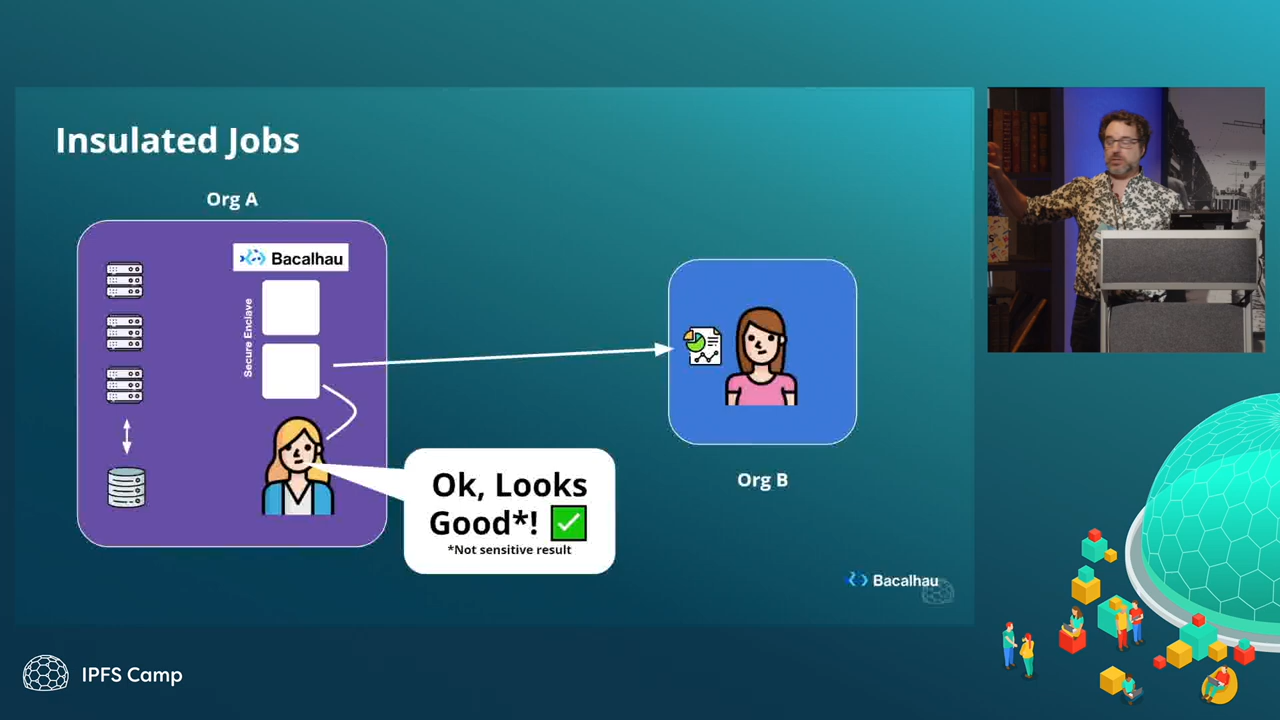 Insulated Jobs
Org A
Bacalhau
Secure Enclave
Ok, Looks
Good*! ✅
*Not sensitive result
Org B
Bacalhau
IPFS Camp